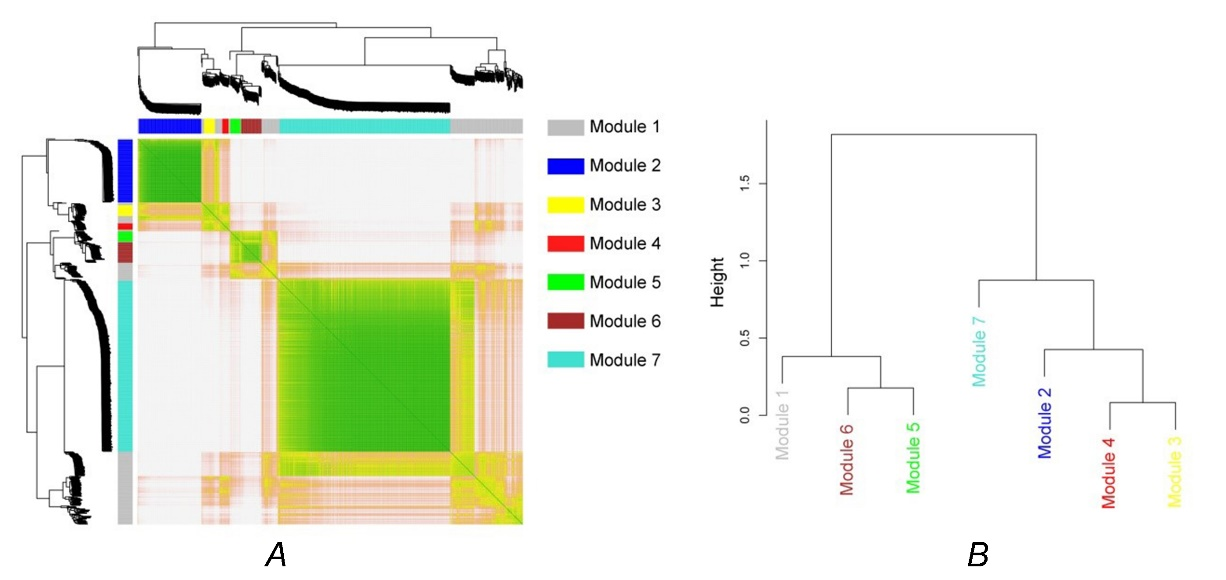 Module 1
Module 2
Module 3
Module 4
Module 5
Module 6
Module 7
A
Height
1.5
1.0
0.5
0.0
Module 1
Module 6
Module 5
Module 7
Module 2
Module 4
Module 3
B